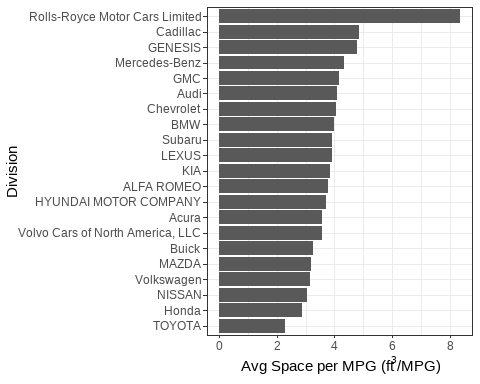 Rolls-Royce Motor Cars Limited
Cadillac
GENESIS
Mercedes-Benz
GMC
Audi
Chevrolet
BMW
Subaru
LEXUS
KIA
ALFA ROMEO
HYUNDAI MOTOR COMPANY
Acura
Volvo Cars of North America, LLC
Buick
MAZDA
Volkswagen
NISSAN
Honda
TOYOTA
Division
0 2 4 6 8
Avg Space per MPG (ft³/MPG)